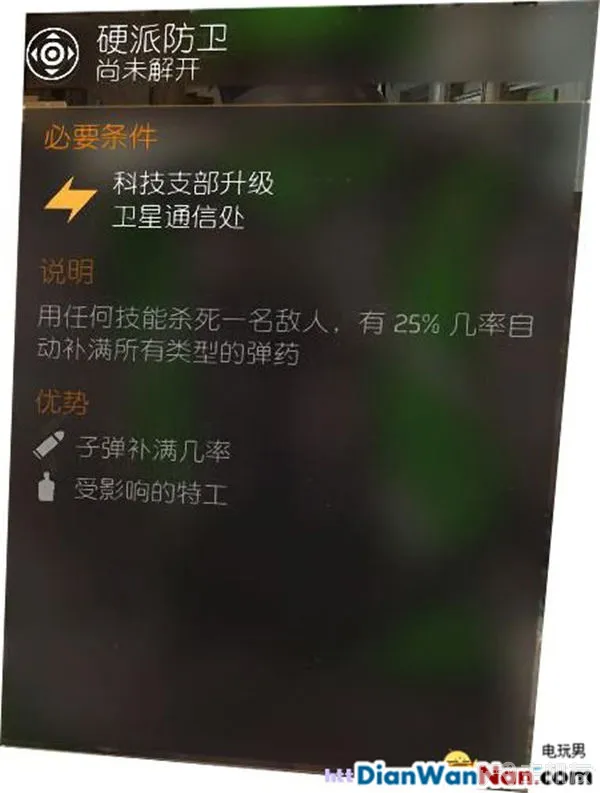 硬派防卫
尚未解开
必要条件
科技支部升级
卫星通信处
说明
用任何技能杀死一名敌人，有 25% 几率自
动补满所有类型的弹药
优势
子弹补满几率
受影响的特工
电玩男
DianWanNan.com